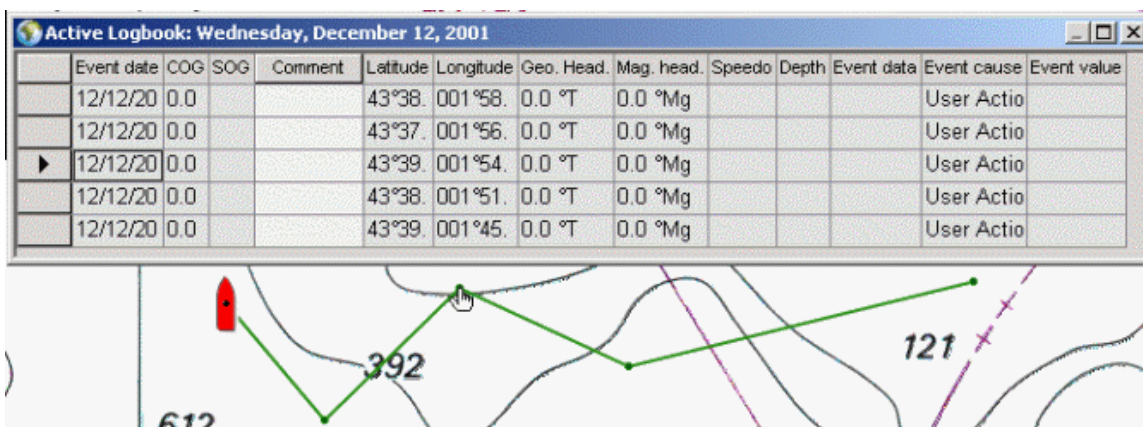 Active Logbook: Wednesday, December 12, 2001
Event date COG SOG Comment Latitude Longitude Geo. Head. Mag. head. Speedo Depth Event data Event cause Event value
12/12/20 0.0 43°38. 001°58. 0.0 °T 0.0 °Mg User Actio
12/12/20 0.0 43°37. 001°56. 0.0 °T 0.0 °Mg User Actio
12/12/20 0.0 43°39. 001°54. 0.0 °T 0.0 °Mg User Actio
12/12/20 0.0 43°38. 001°51. 0.0 °T 0.0 °Mg User Actio
12/12/20 0.0 43°39. 001°45. 0.0 °T 0.0 °Mg User Actio
121
392
612